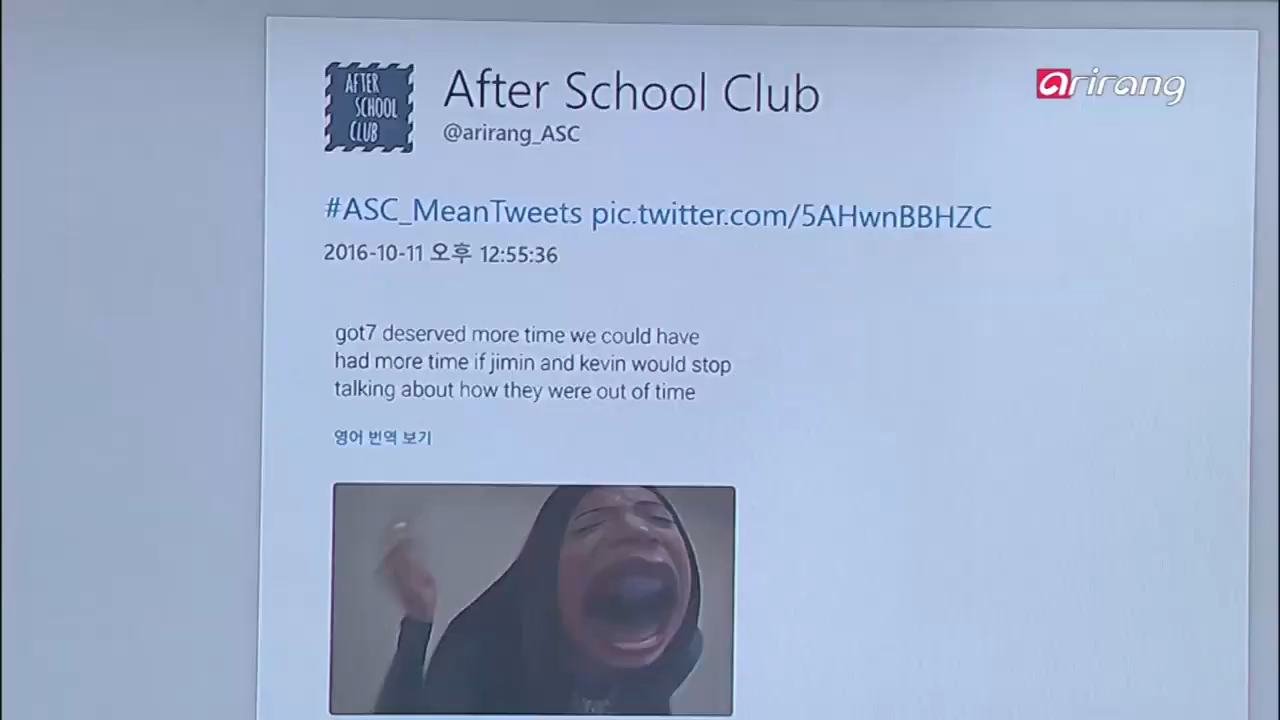 AFTER
SCHOOL
CLUB
After School Club
arirang
@arirang_ASC
#ASC_MeanTweets pic.twitter.com/5AHwnBBHZC
2016-10-11 오후 12:55:36
got7 deserved more time we could have
had more time if jimin and kevin would stop
talking about how they were out of time
영어 번역 보기